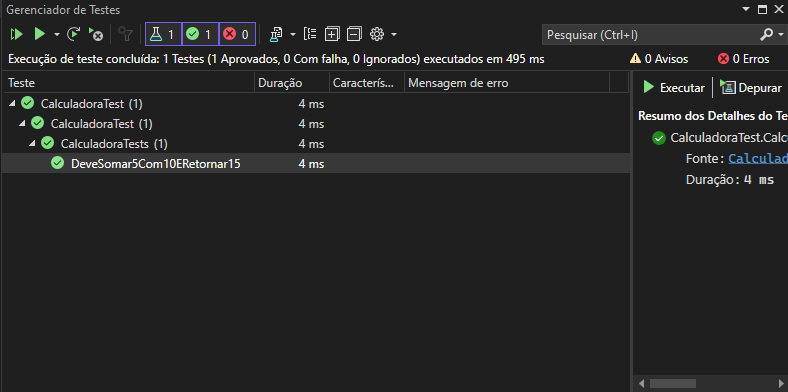 Gerenciador de Testes
1 1 0
Pesquisar (Ctrl+I)
Execução de teste concluída: 1 Testes (1 Aprovados, 0 Com falha, 0 Ignorados) executados em 495 ms
0 Avisos 0 Erros
Teste Duração Caracterís... Mensagem de erro
CalculadoraTest (1) 4 ms
CalculadoraTest (1) 4 ms
CalculadoraTests (1) 4 ms
DeveSomar5Com10ERetornar15 4 ms
Executar Depurar
Resumo dos Detalhes do Te
CalculadoraTest.Calc
Fonte: Calculad
Duração: 4 ms